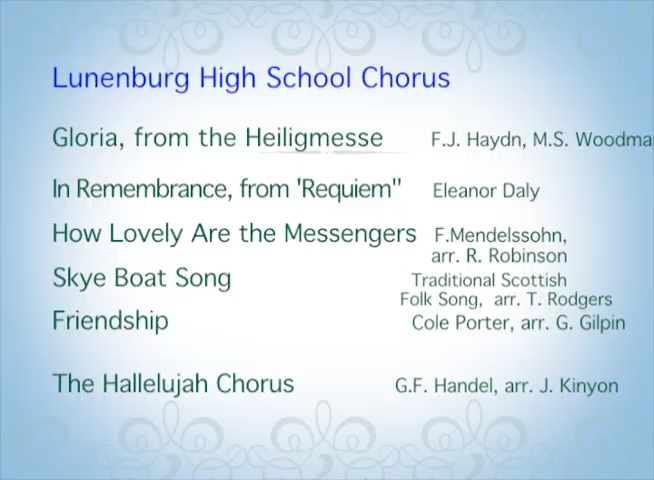 Lunenburg High School Chorus
Gloria, from the Heiligmesse F.J. Haydn, M.S. Woodma
In Remembrance, from 'Requiem" Eleanor Daly
How Lovely Are the Messengers F.Mendelssohn,
arr. R. Robinson
Skye Boat Song Traditional Scottish
Folk Song, arr. T. Rodgers
Friendship Cole Porter, arr. G. Gilpin
The Hallelujah Chorus G.F. Handel, arr. J. Kinyon